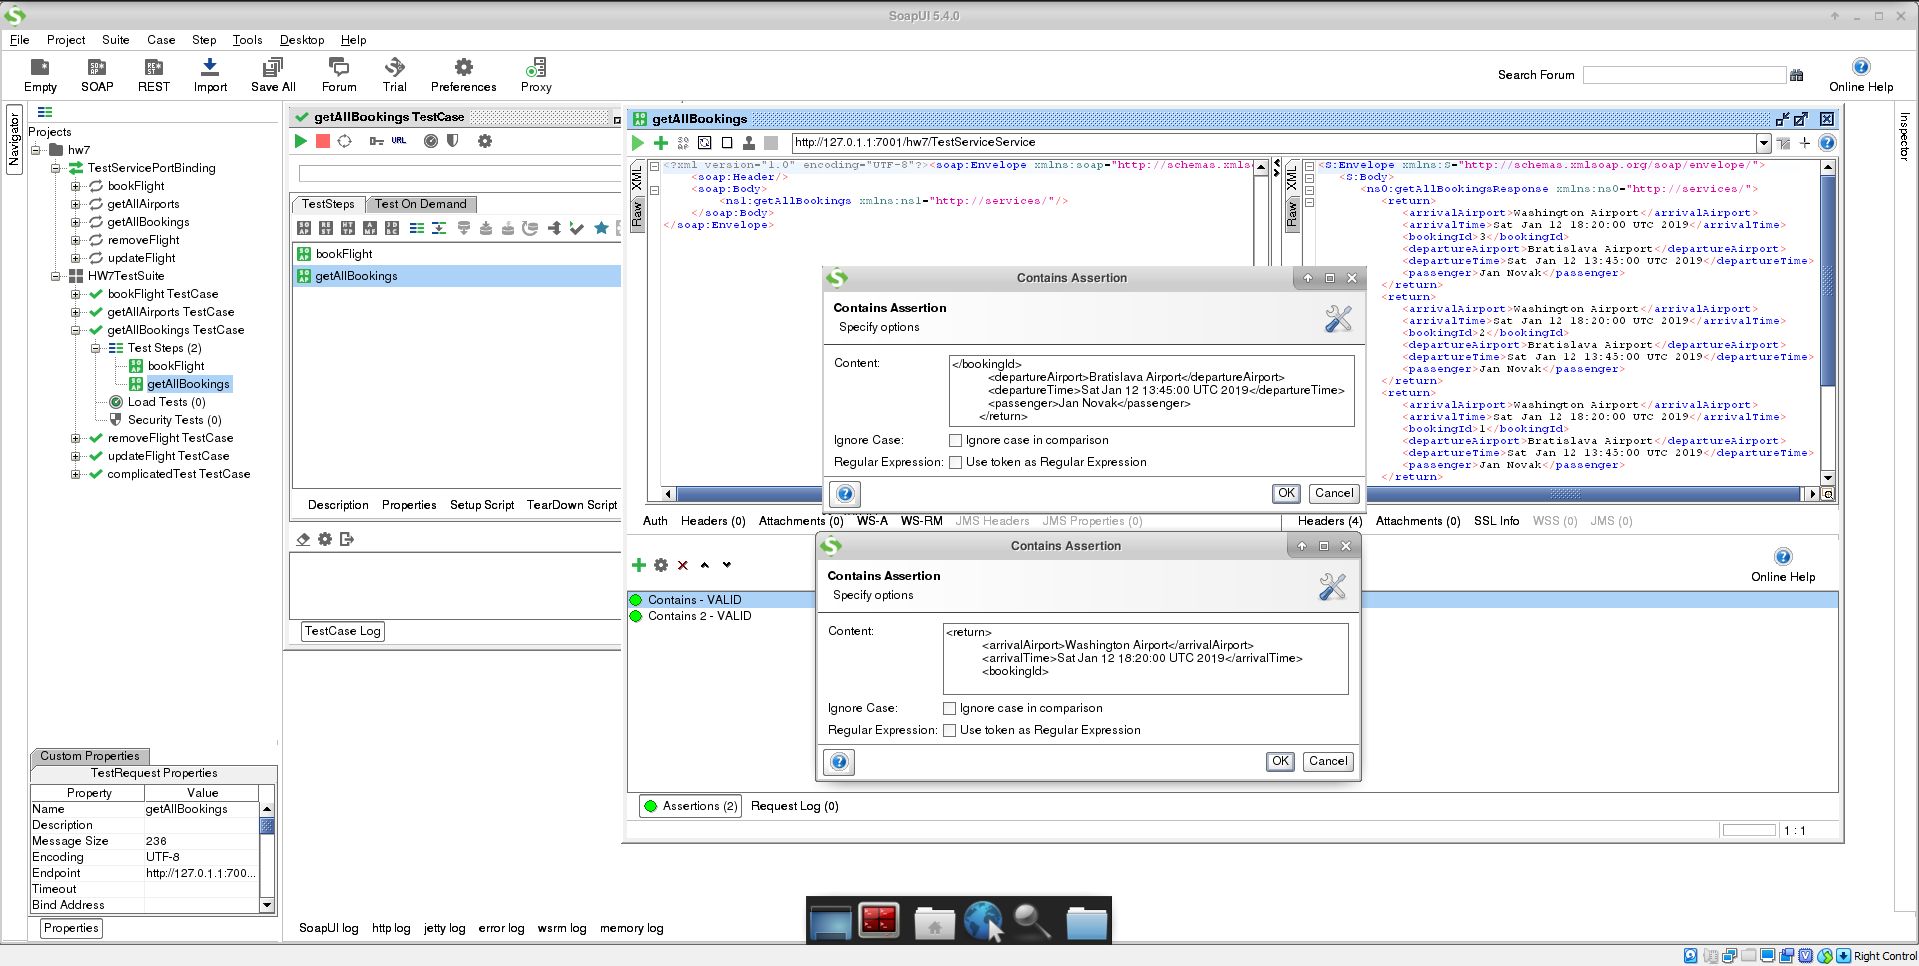 SoapUI 5.4.0
File Project Suite Case Step Tools Desktop Help
Empty SOAP REST Import Save All Forum Trial Preferences Proxy
Search Forum
Online Help
Navigator
Projects
hw7
TestServicePortBinding
bookFlight
getAllAirports
getAllBookings
removeFlight
updateFlight
HW7TestSuite
bookFlight TestCase
getAllAirports TestCase
getAllBookings TestCase
Test Steps (2)
bookFlight
getAllBookings
Load Tests (0)
Security Tests (0)
removeFlight TestCase
updateFlight TestCase
complicatedTest TestCase
Custom Properties
TestRequest Properties
Property Value
Name getAllBookings
Description
Message Size 236
Encoding UTF-8
Endpoint http://127.0.1.1:700...
Timeout
Bind Address
Properties
getAllBookings TestCase
URL
TestSteps Test On Demand
bookFlight
getAllBookings
Description Properties Setup Script TearDown Script
TestCase Log
getAllBookings
http://127.0.1.1:7001/hw7/TestServiceService
XML
Raw
<?xml version="1.0" encoding="UTF-8"?><soap:Envelope xmlns:soap="http://schemas.xmls
<soap:Header/>
<soap:Body>
<ns1:getAllBookings xmlns:ns1="http://services/"/>
</soap:Body>
</soap:Envelope>
XML
Raw
<S:Envelope xmlns:S="http://schemas.xmlsoap.org/soap/envelope/">
<S:Body>
<ns0:getAllBookingsResponse xmlns:ns0="http://services/">
<return>
<arrivalAirport>Washington Airport</arrivalAirport>
<arrivalTime>Sat Jan 12 18:20:00 UTC 2019</arrivalTime>
<bookingId>3</bookingId>
<departureAirport>Bratislava Airport</departureAirport>
<departureTime>Sat Jan 12 13:45:00 UTC 2019</departureTime>
<passenger>Jan Novak</passenger>
</return>
<return>
<arrivalAirport>Washington Airport</arrivalAirport>
<arrivalTime>Sat Jan 12 18:20:00 UTC 2019</arrivalTime>
<bookingId>2</bookingId>
<departureAirport>Bratislava Airport</departureAirport>
<departureTime>Sat Jan 12 13:45:00 UTC 2019</departureTime>
<passenger>Jan Novak</passenger>
</return>
<return>
<arrivalAirport>Washington Airport</arrivalAirport>
<arrivalTime>Sat Jan 12 18:20:00 UTC 2019</arrivalTime>
<bookingId>1</bookingId>
<departureAirport>Bratislava Airport</departureAirport>
<departureTime>Sat Jan 12 13:45:00 UTC 2019</departureTime>
<passenger>Jan Novak</passenger>
</return>
Contains Assertion
Contains Assertion
Specify options
Content:
</bookingId>
<departureAirport>Bratislava Airport</departureAirport>
<departureTime>Sat Jan 12 13:45:00 UTC 2019</departureTime>
<passenger>Jan Novak</passenger>
</return>
Ignore Case: Ignore case in comparison
Regular Expression: Use token as Regular Expression
OK Cancel
Auth Headers (0) Attachments (0) WS-A WS-RM JMS Headers JMS Properties (0)
Headers (4) Attachments (0) SSL Info WSS (0) JMS (0)
Online Help
Contains - VALID
Contains 2 - VALID
Contains Assertion
Contains Assertion
Specify options
Content:
<return>
<arrivalAirport>Washington Airport</arrivalAirport>
<arrivalTime>Sat Jan 12 18:20:00 UTC 2019</arrivalTime>
<bookingId>
Ignore Case: Ignore case in comparison
Regular Expression: Use token as Regular Expression
OK Cancel
Assertions (2) Request Log (0)
1 : 1
Inspector
SoapUI log http log jetty log error log wsrm log memory log
Right Control